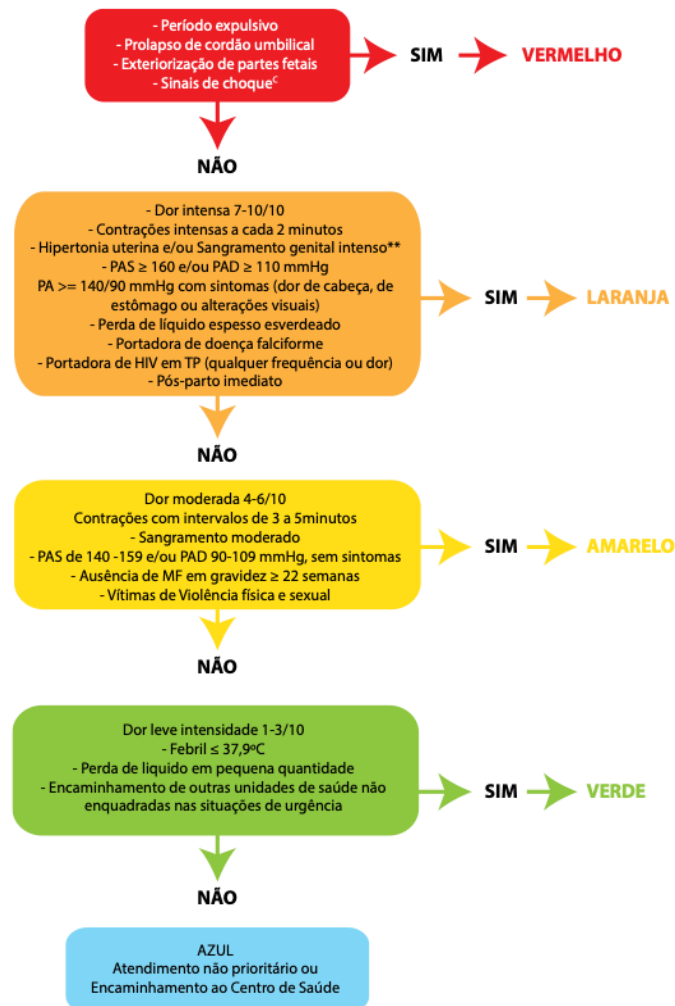 - Período expulsivo
- Prolapso de cordão umbilical
- Exteriorização de partes fetais
- Sinais de choqueᶜ
SIM
VERMELHO
NÃO
- Dor intensa 7-10/10
- Contrações intensas a cada 2 minutos
- Hipertonia uterina e/ou Sangramento genital intenso**
- PAS ≥ 160 e/ou PAD ≥ 110 mmHg
PA >= 140/90 mmHg com sintomas (dor de cabeça, de
estômago ou alterações visuais)
- Perda de líquido espesso esverdeado
- Portadora de doença falciforme
- Portadora de HIV em TP (qualquer frequência ou dor)
- Pós-parto imediato
SIM
LARANJA
NÃO
Dor moderada 4-6/10
Contrações com intervalos de 3 a 5minutos
- Sangramento moderado
- PAS de 140 -159 e/ou PAD 90-109 mmHg, sem sintomas
- Ausência de MF em gravidez ≥ 22 semanas
- Vítimas de Violência física e sexual
SIM
AMARELO
NÃO
Dor leve intensidade 1-3/10
- Febril ≤ 37,9ºC
- Perda de liquido em pequena quantidade
- Encaminhamento de outras unidades de saúde não
enquadradas nas situações de urgência
SIM
VERDE
NÃO
AZUL
Atendimento não prioritário ou
Encaminhamento ao Centro de Saúde